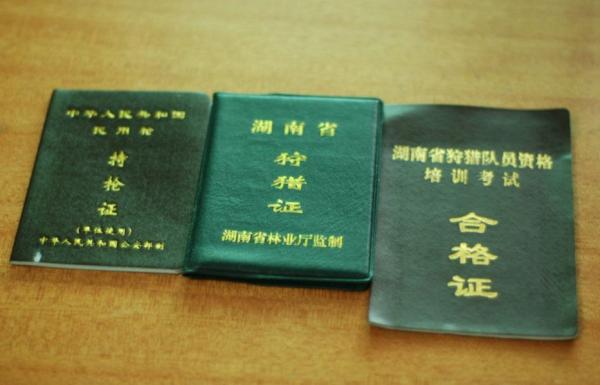 中华人民共和国
民用枪
持枪证
(单位使用)
中华人民共和国公安部制
湖南省
狩猎证
湖南省林业厅监制
湖南省狩猎队员资格
培训考试
合格证